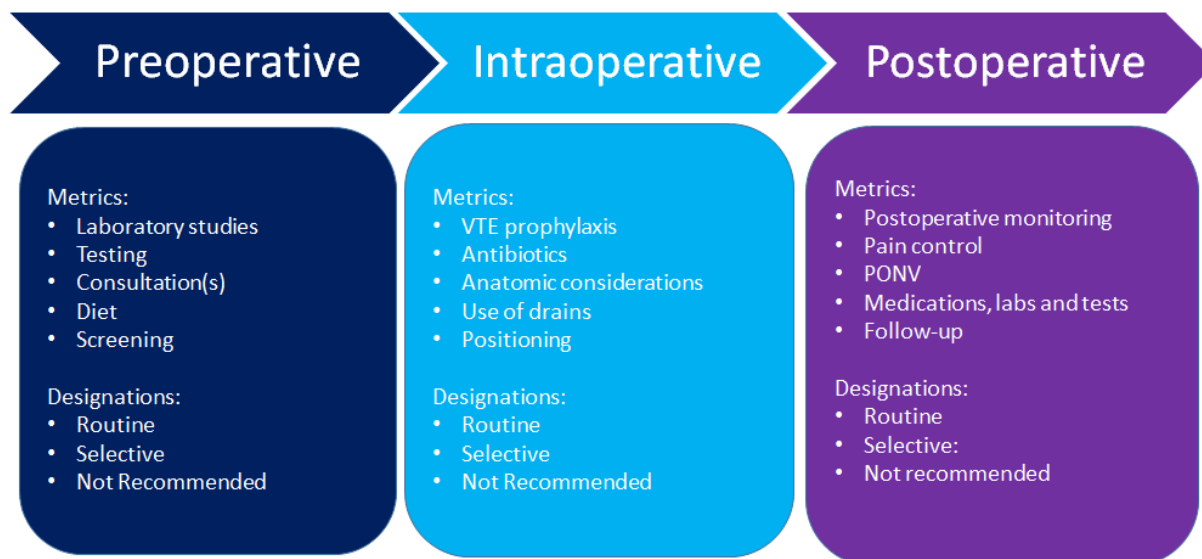 Preoperative
Intraoperative
Postoperative
Metrics:
• Laboratory studies
• Testing
• Consultation(s)
• Diet
• Screening
Designations:
• Routine
• Selective
• Not Recommended
Metrics:
• VTE prophylaxis
• Antibiotics
• Anatomic considerations
• Use of drains
• Positioning
Designations:
• Routine
• Selective
• Not Recommended
Metrics:
• Postoperative monitoring
• Pain control
• PONV
• Medications, labs and tests
• Follow-up
Designations:
• Routine
• Selective:
• Not recommended